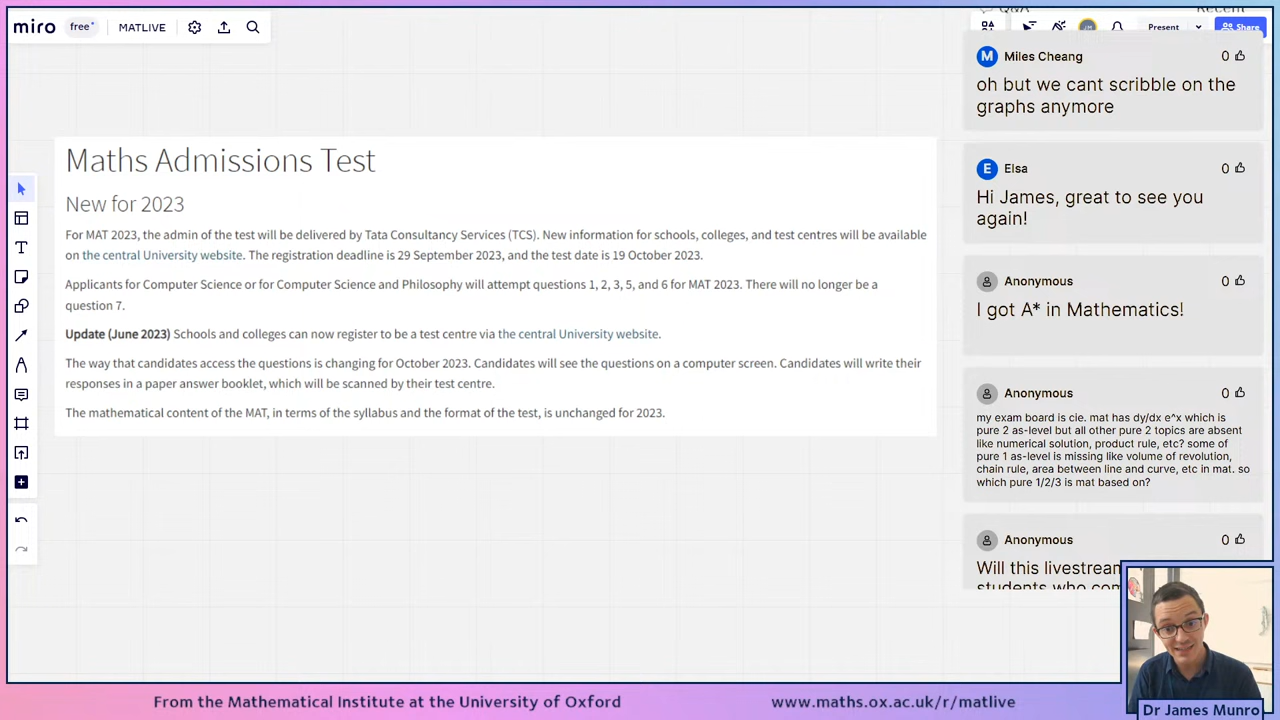 miro free MATLIVE
Q&A Recent
Present Share
Maths Admissions Test
New for 2023
For MAT 2023, the admin of the test will be delivered by Tata Consultancy Services (TCS). New information for schools, colleges, and test centres will be available
on the central University website. The registration deadline is 29 September 2023, and the test date is 19 October 2023.
Applicants for Computer Science or for Computer Science and Philosophy will attempt questions 1, 2, 3, 5, and 6 for MAT 2023. There will no longer be a
question 7.
Update (June 2023) Schools and colleges can now register to be a test centre via the central University website.
The way that candidates access the questions is changing for October 2023. Candidates will see the questions on a computer screen. Candidates will write their
responses in a paper answer booklet, which will be scanned by their test centre.
The mathematical content of the MAT, in terms of the syllabus and the format of the test, is unchanged for 2023.
M Miles Cheang 0
oh but we cant scribble on the
graphs anymore
E Elsa 0
Hi James, great to see you
again!
Anonymous 0
I got A* in Mathematics!
Anonymous 0
my exam board is cie. mat has dy/dx e^x which is
pure 2 as-level but all other pure 2 topics are absent
like numerical solution, product rule, etc? some of
pure 1 as-level is missing like volume of revolution,
chain rule, area between line and curve, etc in mat. so
which pure 1/2/3 is mat based on?
Anonymous 0
Will this livestream
students who
From the Mathematical Institute at the University of Oxford
www.maths.ox.ac.uk/r/matlive
Dr James Munro